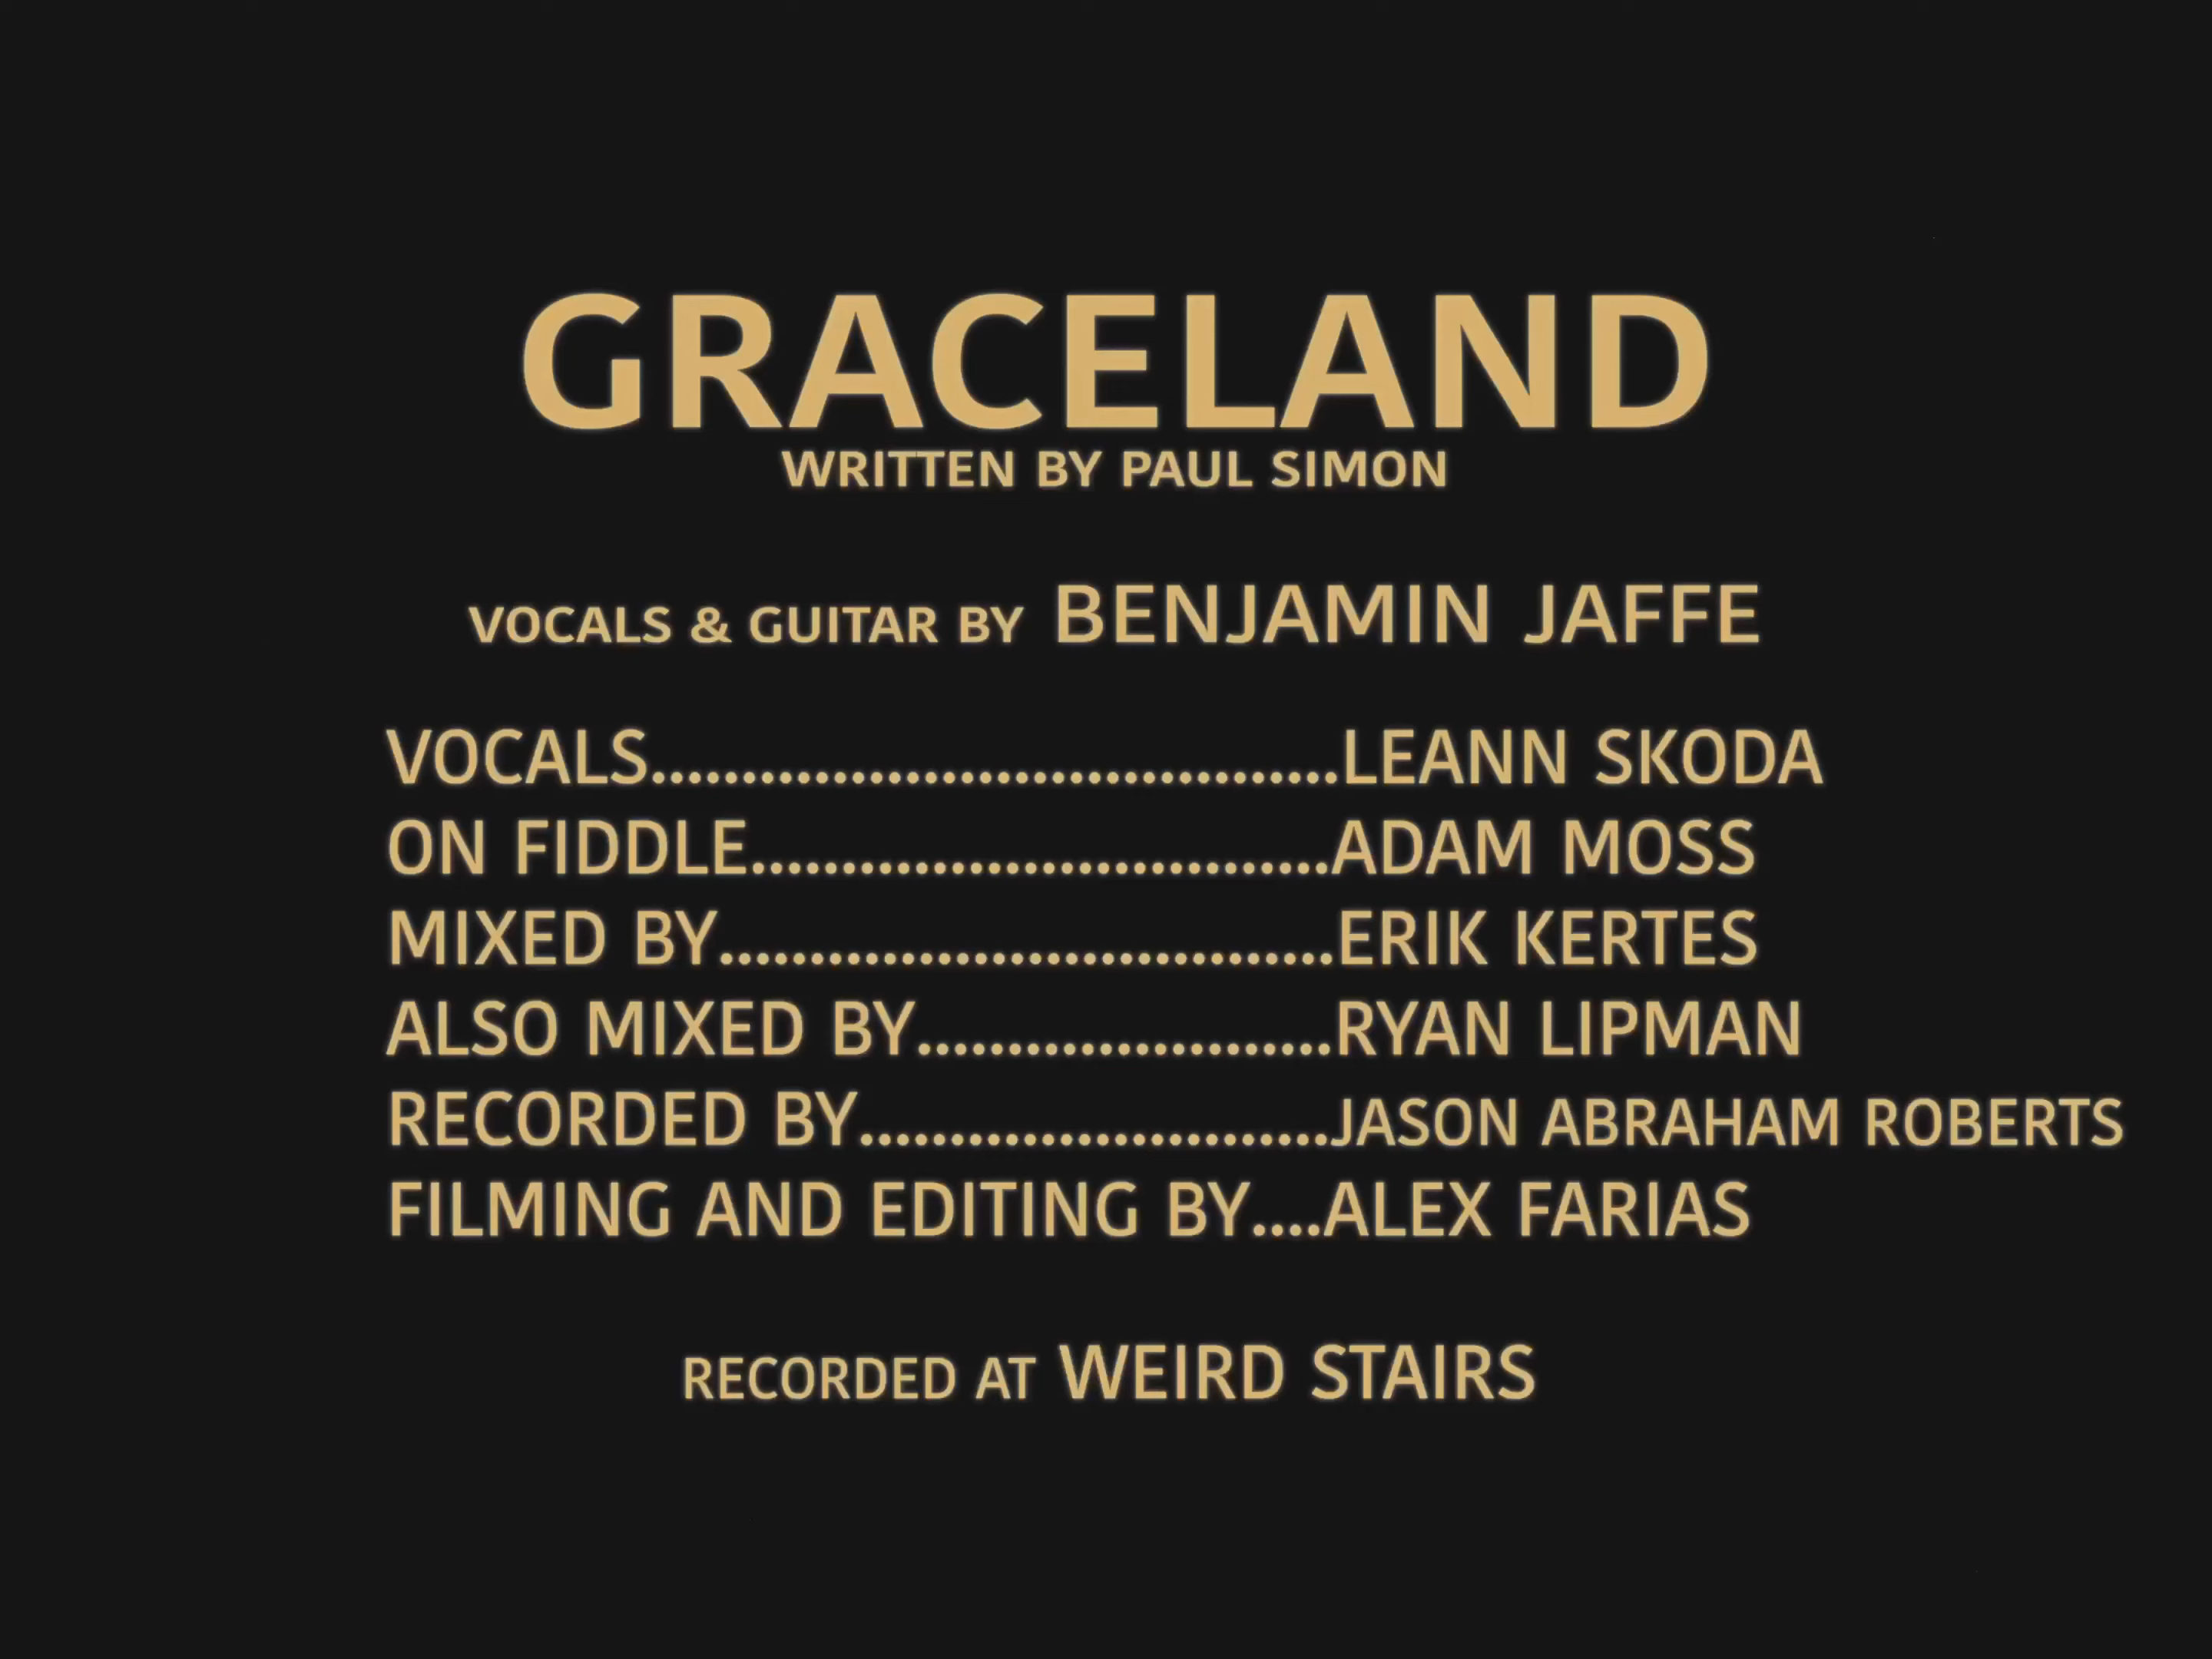 GRACELAND
WRITTEN BY PAUL SIMON
VOCALS & GUITAR BY BENJAMIN JAFFE
VOCALS......................................LEANN SKODA
ON FIDDLE................................ADAM MOSS
MIXED BY..................................ERIK KERTES
ALSO MIXED BY.......................RYAN LIPMAN
RECORDED BY..........................JASON ABRAHAM ROBERTS
FILMING AND EDITING BY....ALEX FARIAS
RECORDED AT WEIRD STAIRS